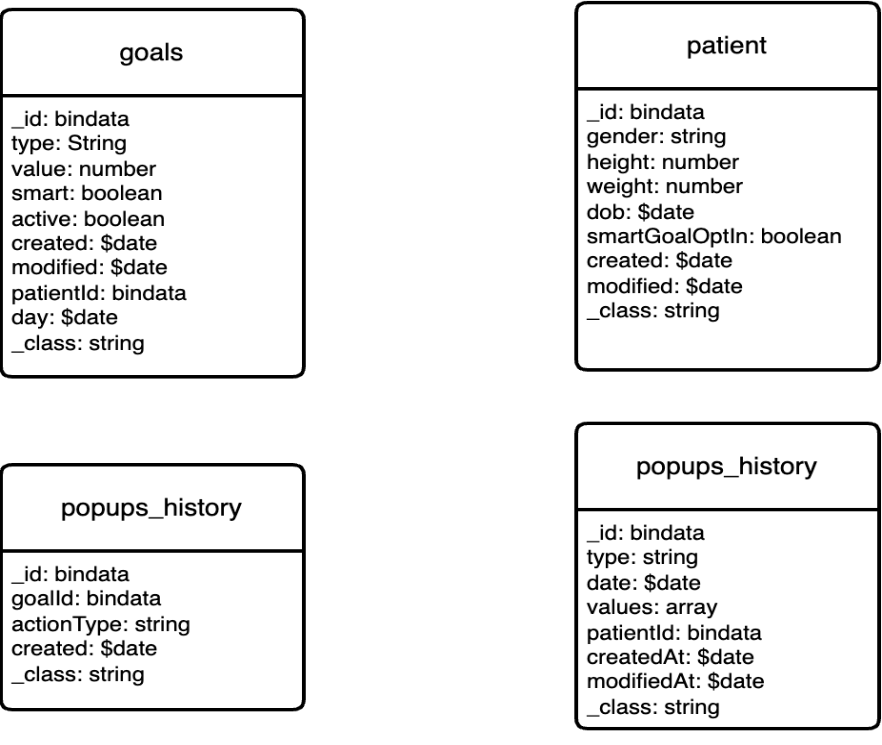 goals
_id: bindata
type: String
value: number
smart: boolean
active: boolean
created: $date
modified: $date
patientId: bindata
day: $date
_class: string
patient
_id: bindata
gender: string
height: number
weight: number
dob: $date
smartGoalOptIn: boolean
created: $date
modified: $date
_class: string
popups_history
_id: bindata
goalId: bindata
actionType: string
created: $date
_class: string
popups_history
_id: bindata
type: string
date: $date
values: array
patientId: bindata
createdAt: $date
modifiedAt: $date
_class: string